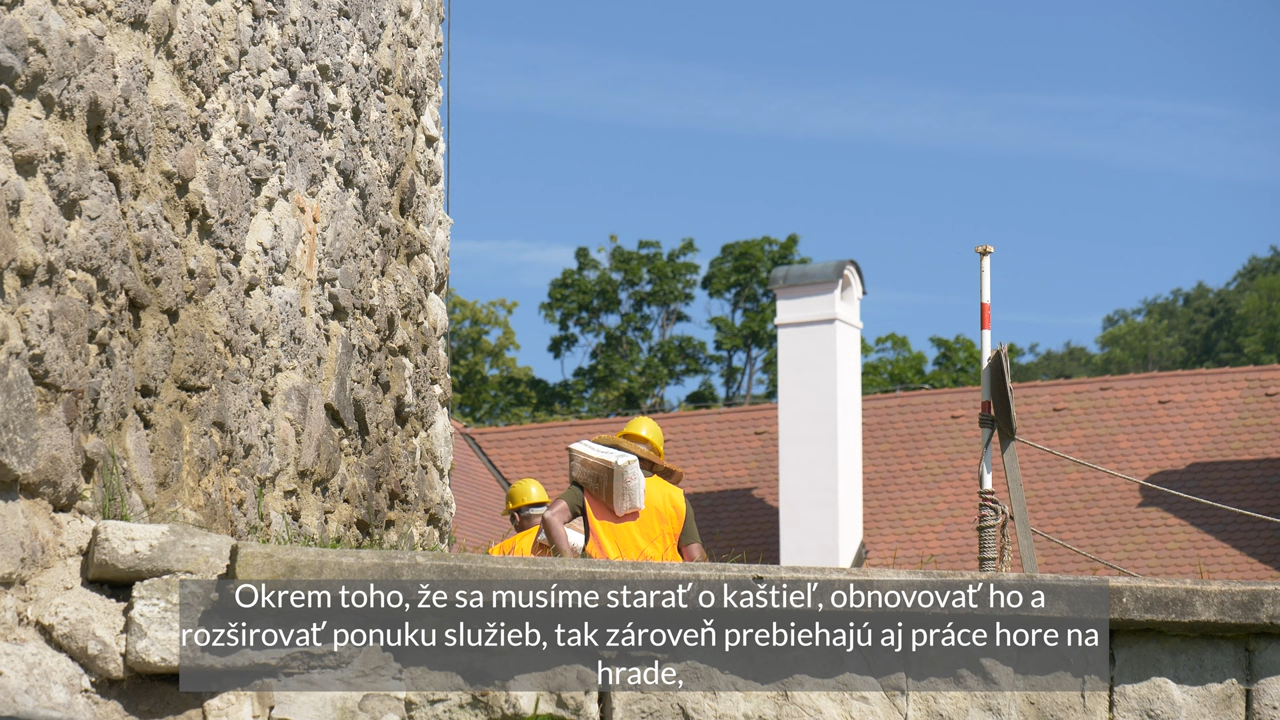 Okrem toho, že sa musíme starať o kaštieľ, obnovovať ho a
rozširovať ponuku služieb, tak zároveň prebiehajú aj práce hore na
hrade,